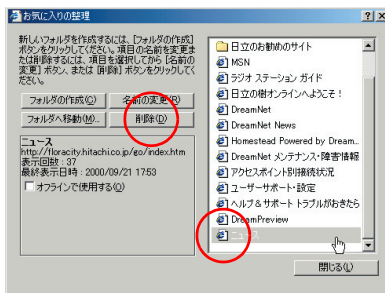 お気に入りの整理
新しいフォルダを作成するには、[フォルダの作成]
ボタンをクリックしてください。項目の名前を変更ま
たは削除するには、項目を選択してから [名前の
変更] ボタン、または [削除] ボタンをクリックしてく
ださい。
フォルダの作成(C)
名前の変更(R)
フォルダへ移動(M)...
削除(D)
ニュース
http://floracity.hitachi.co.jp/go/index.htm
表示回数 : 37
最終表示日時 : 2000/09/21 17:53
オフラインで使用する(O)
日立のお勧めのサイト
MSN
ラジオ ステーション ガイド
日立の樹オンラインへようこそ!
DreamNet
DreamNet News
Homestead Powered by Dream...
DreamNet メンテナンス・障害情報
アクセスポイント別接続状況
ユーザーサポート・設定
ヘルプ&サポート トラブルがおきたら
DreamPreview
ニュース
閉じる(L)